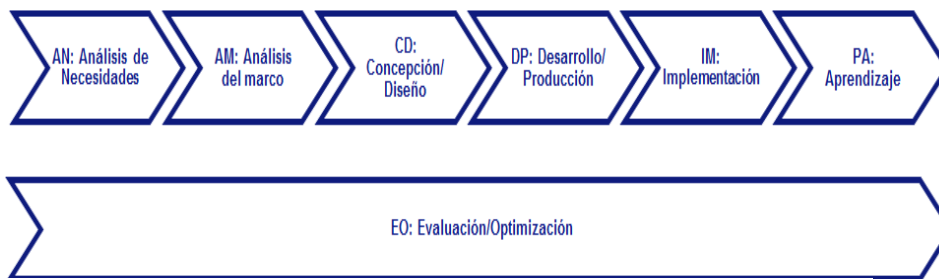 AN: Análisis de
Necesidades
AM: Análisis
del marco
CD:
Concepción/
Diseño
DP: Desarrollo/
Producción
IM:
Implementación
PA:
Aprendizaje
EO: Evaluación/Optimización